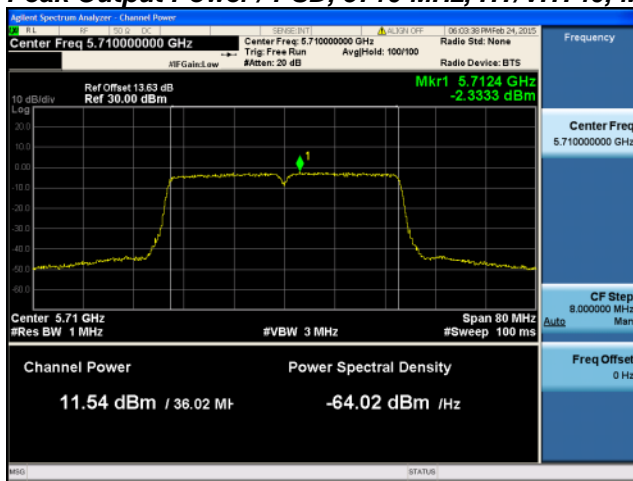 Peak Output Power / PSD, 5710 MHz, HT/VHT40,
Agilent Spectrum Analyzer - Channel Power
RL RF 50 Ω DC SENSE:INT ALIGN OFF 06:03:38 PM Feb 24, 2015
Center Freq 5.710000000 GHz
Center Freq: 5.710000000 GHz
Radio Std: None
Trig: Free Run Avg|Hold: 100/100
#IFGain:Low #Atten: 20 dB Radio Device: BTS
Frequency
Ref Offset 13.63 dB
Mkr1 5.7124 GHz
10 dB/div Ref 30.00 dBm -2.3333 dBm
Log
20.0
10.0
0.00
-10.0
-20.0
-30.0
-40.0
-50.0
-60.0
1
Center Freq
5.710000000 GHz
Center 5.71 GHz Span 80 MHz
#Res BW 1 MHz #VBW 3 MHz #Sweep 100 ms
CF Step
8.000000 MHz
Auto Man
Channel Power Power Spectral Density
11.54 dBm / 36.02 MH -64.02 dBm /Hz
Freq Offset
0 Hz
MSG STATUS